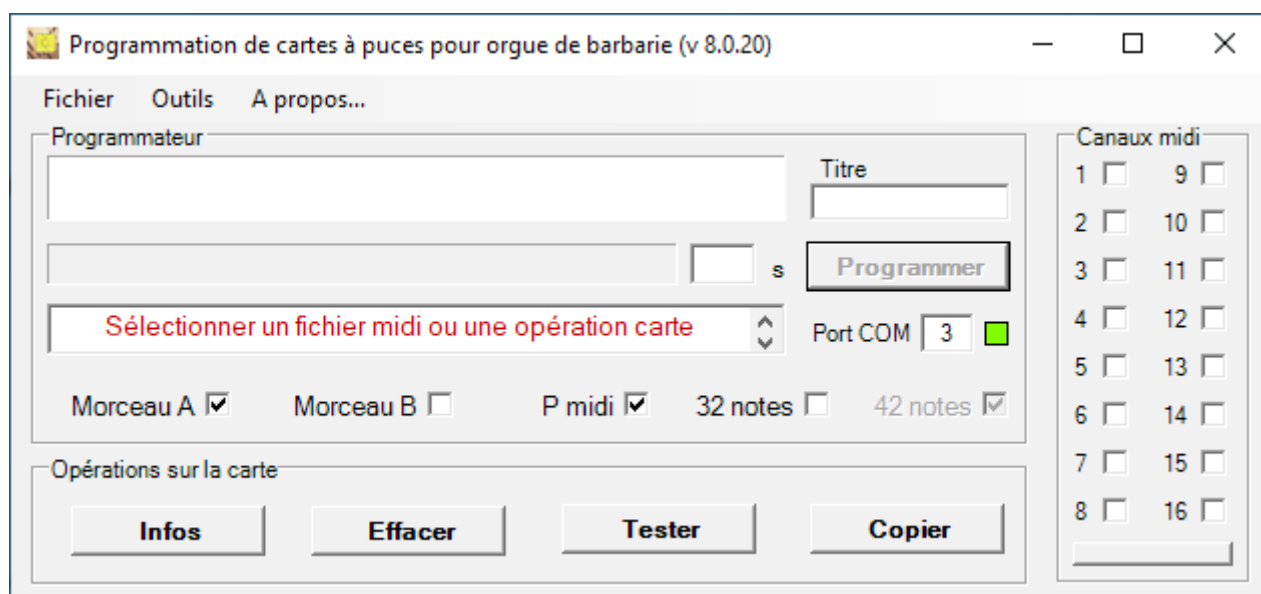 Programmation de cartes à puces pour orgue de barbarie (v 8.0.20)
Fichier Outils A propos...
Programmateur
Titre
s Programmer
Sélectionner un fichier midi ou une opération carte
Port COM 3
Morceau A Morceau B P midi 32 notes 42 notes
Opérations sur la carte
Infos Effacer Tester Copier
Canaux midi
1 9
2 10
3 11
4 12
5 13
6 14
7 15
8 16